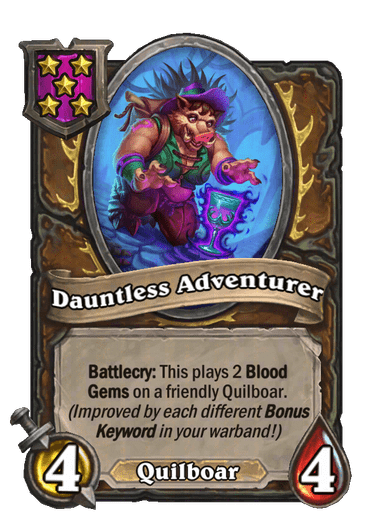 Dauntless Adventurer
Battlecry: This plays 2 Blood
Gems on a friendly Quilboar.
(Improved by each different Bonus
Keyword in your warband!)
4
Quilboar
4